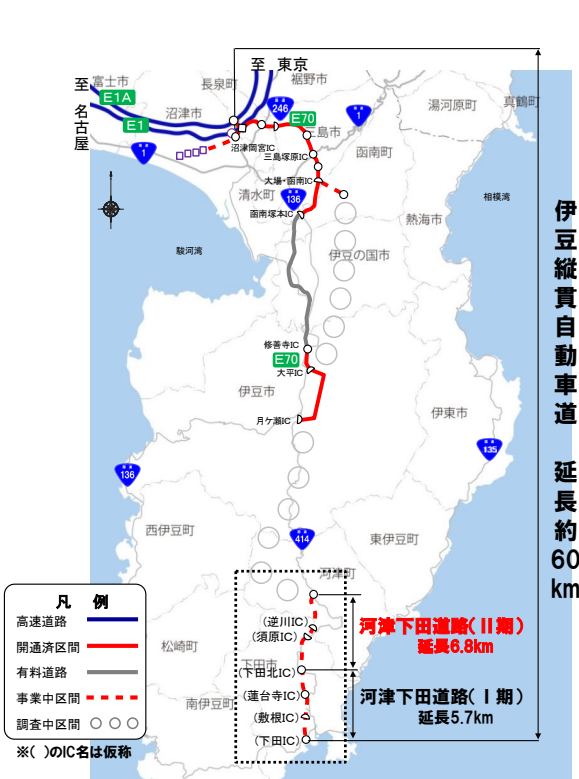 至 東京
至 名古屋
富士市
長泉町
裾野市
湯河原町
真鶴町
E1A
沼津市
246
E70
三島市
1
E1
沼津岡宮IC
三島塚原IC
函南町
1
大場・函南IC
清水町
136
相模湾
函南塚本IC
熱海市
駿河湾
伊豆の国市
伊豆縦貫自動車道 延長約60km
修善寺IC
E70
大平IC
伊豆市
月ケ瀬IC
伊東市
135
136
414
西伊豆町
東伊豆町
河津町
凡 例
高速道路
開通済区間
有料道路
事業中区間
調査中区間
※( )のIC名は仮称
(逆川IC)
(須原IC)
河津下田道路(Ⅱ期)
延長6.8km
松崎町
下田市
(下田北IC)
(蓮台寺IC)
南伊豆町
(敷根IC)
(下田IC)
河津下田道路(Ⅰ期)
延長5.7km